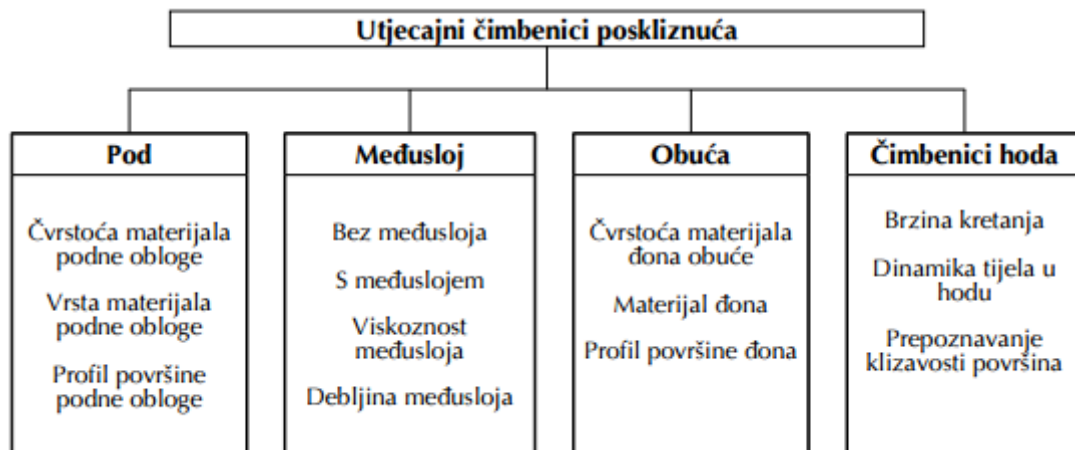 Utjecajni čimbenici poskliznuća
Pod
Čvrstoća materijala
podne obloge
Vrsta materijala
podne obloge
Profil površine
podne obloge
Međusloj
Bez međusloja
S međuslojem
Viskoznost
međusloja
Debljina međusloja
Obuća
Čvrstoća materijala
đona obuće
Materijal đona
Profil površine đona
Čimbenici hoda
Brzina kretanja
Dinamika tijela u
hodu
Prepoznavanje
klizavosti površina